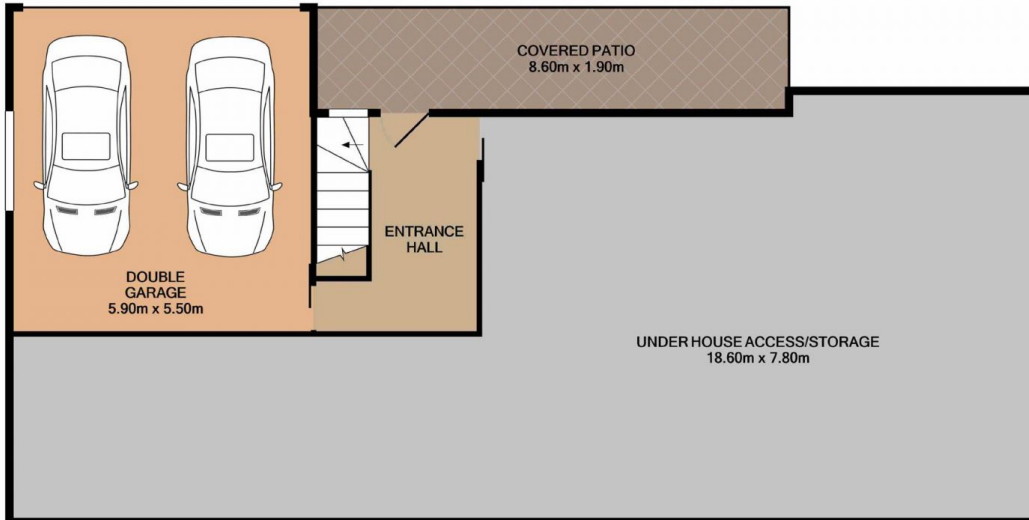 COVERED PATIO
8.60m x 1.90m
ENTRANCE
HALL
DOUBLE
GARAGE
5.90m x 5.50m
UNDER HOUSE ACCESS/STORAGE
18.60m x 7.80m